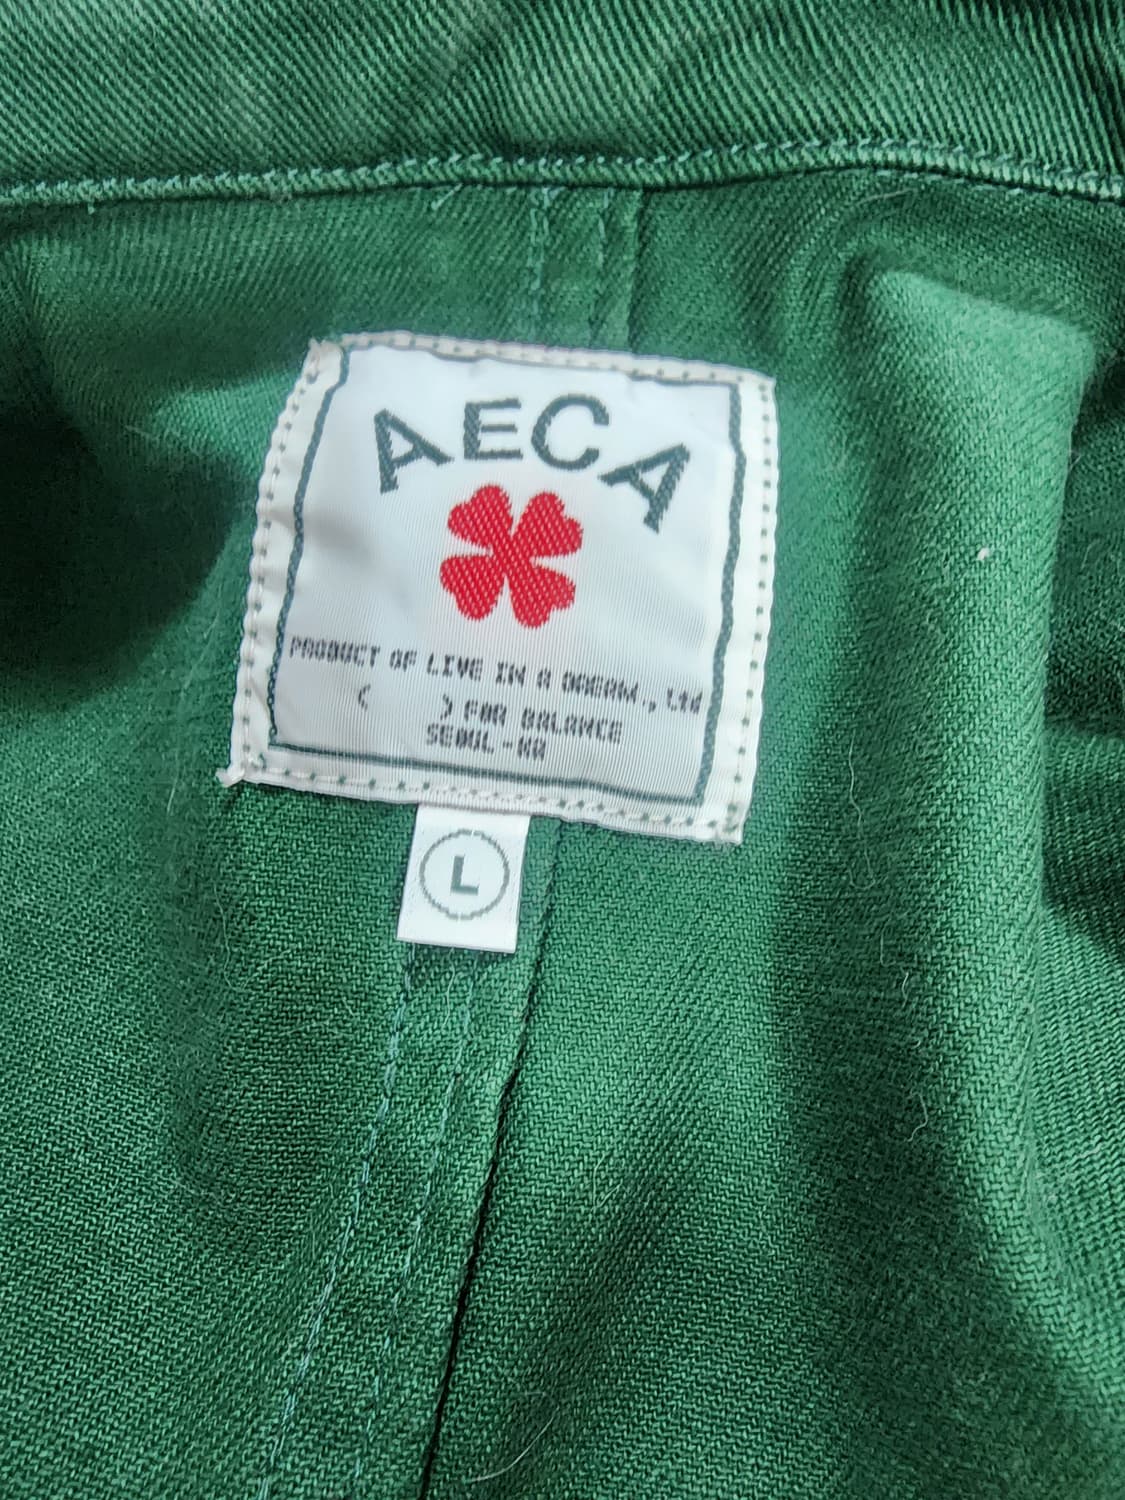 AECA
PRODUCT OF LIVE IN A DREAM., Ltd
( ) FOR BALANCE
SEOUL-KR
L